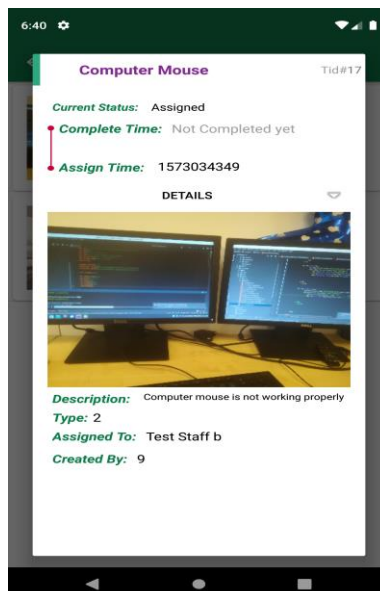 6:40
Computer Mouse Tid#17
Current Status: Assigned
Complete Time: Not Completed yet
Assign Time: 1573034349
DETAILS
Description: Computer mouse is not working properly
Type: 2
Assigned To: Test Staff b
Created By: 9